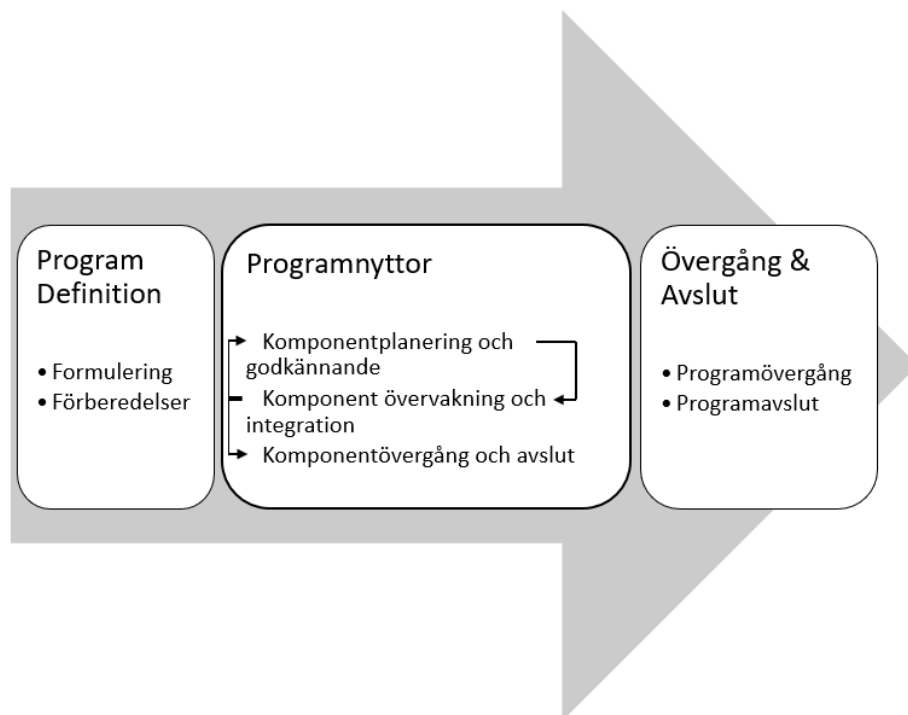 Program
Definition
• Formulering
• Förberedelser
Programnyttor
Komponentplanering och
godkännande
Komponent övervakning och
integration
Komponentövergång och avslut
Övergång &
Avslut
• Programövergång
• Programavslut